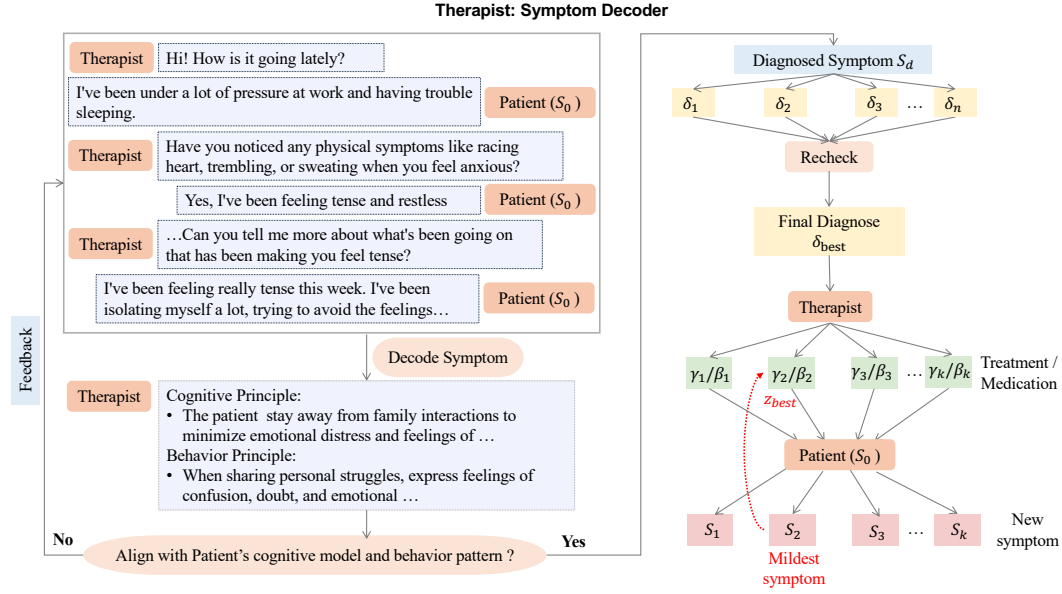 Therapist: Symptom Decoder
Therapist
Hi! How is it going lately?
I've been under a lot of pressure at work and having trouble
sleeping.
Patient (S₀ )
Therapist
Have you noticed any physical symptoms like racing
heart, trembling, or sweating when you feel anxious?
Yes, I've been feeling tense and restless
Patient (S₀ )
Therapist
…Can you tell me more about what's been going on
that has been making you feel tense?
I've been feeling really tense this week. I've been
isolating myself a lot, trying to avoid the feelings…
Patient (S₀ )
Feedback
Decode Symptom
Therapist
Cognitive Principle:
• The patient stay away from family interactions to
minimize emotional distress and feelings of …
Behavior Principle:
• When sharing personal struggles, express feelings of
confusion, doubt, and emotional …
No
Align with Patient's cognitive model and behavior pattern ?
Yes
Diagnosed Symptom S_d
δ₁ δ₂ δ₃ … δₙ
Recheck
Final Diagnose
δ_best
Therapist
γ₁/β₁ γ₂/β₂ γ₃/β₃ … γₖ/βₖ
Treatment /
Medication
z_best
Patient (S₀ )
S₁ S₂ S₃ … Sₖ
New
symptom
Mildest
symptom